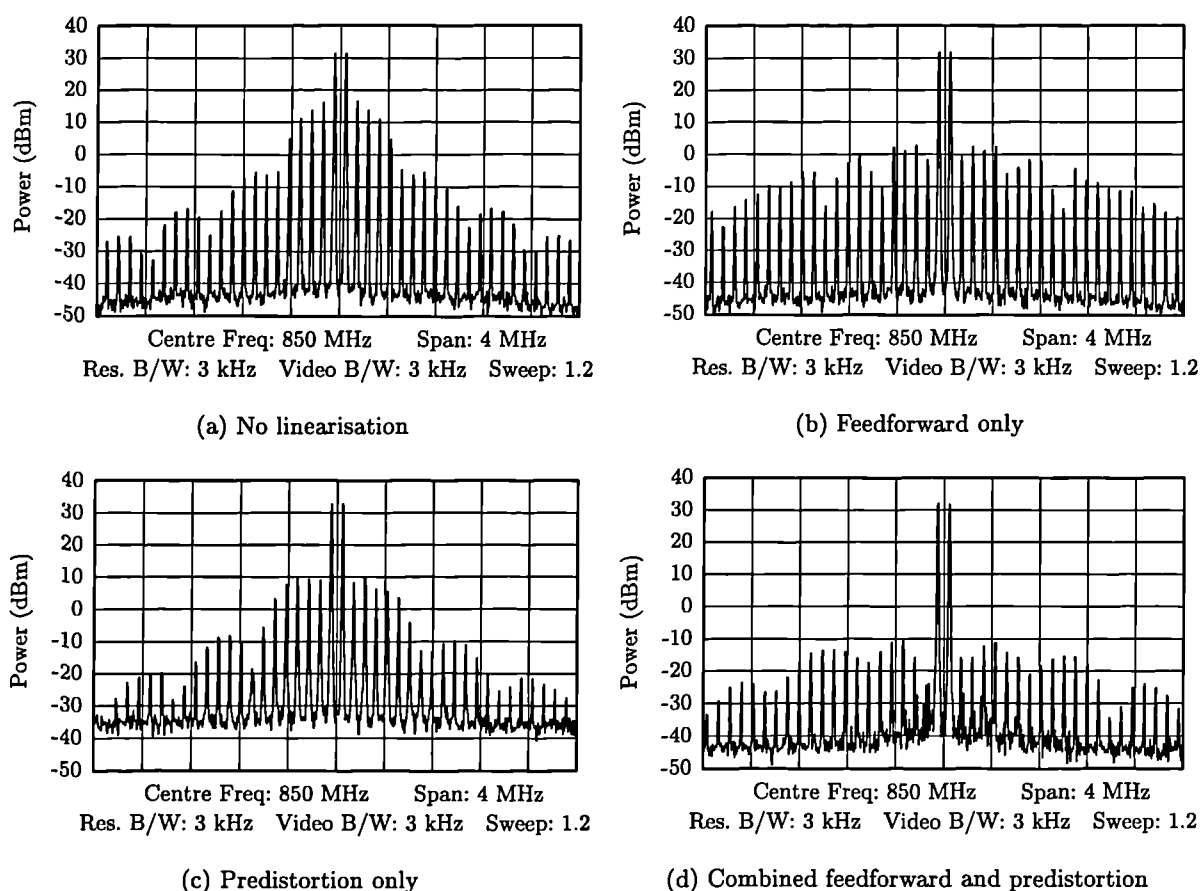 40
30
20
10
0
-10
-20
-30
-40
-50
Power (dBm)
Centre Freq: 850 MHz Span: 4 MHz
Res. B/W: 3 kHz Video B/W: 3 kHz Sweep: 1.2
(a) No linearisation
40
30
20
10
0
-10
-20
-30
-40
-50
Power (dBm)
Centre Freq: 850 MHz Span: 4 MHz
Res. B/W: 3 kHz Video B/W: 3 kHz Sweep: 1.2
(b) Feedforward only
40
30
20
10
0
-10
-20
-30
-40
-50
Power (dBm)
Centre Freq: 850 MHz Span: 4 MHz
Res. B/W: 3 kHz Video B/W: 3 kHz Sweep: 1.2
(c) Predistortion only
40
30
20
10
0
-10
-20
-30
-40
-50
Power (dBm)
Centre Freq: 850 MHz Span: 4 MHz
Res. B/W: 3 kHz Video B/W: 3 kHz Sweep: 1.2
(d) Combined feedforward and predistortion